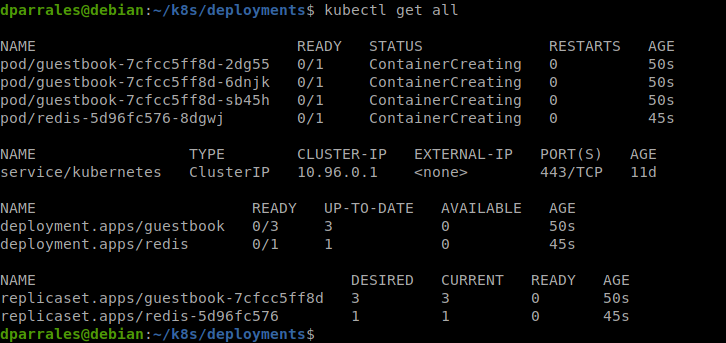 dparrales@debian:~/k8s/deployments$ kubectl get all
NAME READY STATUS RESTARTS AGE
pod/guestbook-7cfcc5ff8d-2dg55 0/1 ContainerCreating 0 50s
pod/guestbook-7cfcc5ff8d-6dnjk 0/1 ContainerCreating 0 50s
pod/guestbook-7cfcc5ff8d-sb45h 0/1 ContainerCreating 0 50s
pod/redis-5d96fc576-8dgwj 0/1 ContainerCreating 0 45s
NAME TYPE CLUSTER-IP EXTERNAL-IP PORT(S) AGE
service/kubernetes ClusterIP 10.96.0.1 <none> 443/TCP 11d
NAME READY UP-TO-DATE AVAILABLE AGE
deployment.apps/guestbook 0/3 3 0 50s
deployment.apps/redis 0/1 1 0 45s
NAME DESIRED CURRENT READY AGE
replicaset.apps/guestbook-7cfcc5ff8d 3 3 0 50s
replicaset.apps/redis-5d96fc576 1 1 0 45s
dparrales@debian:~/k8s/deployments$